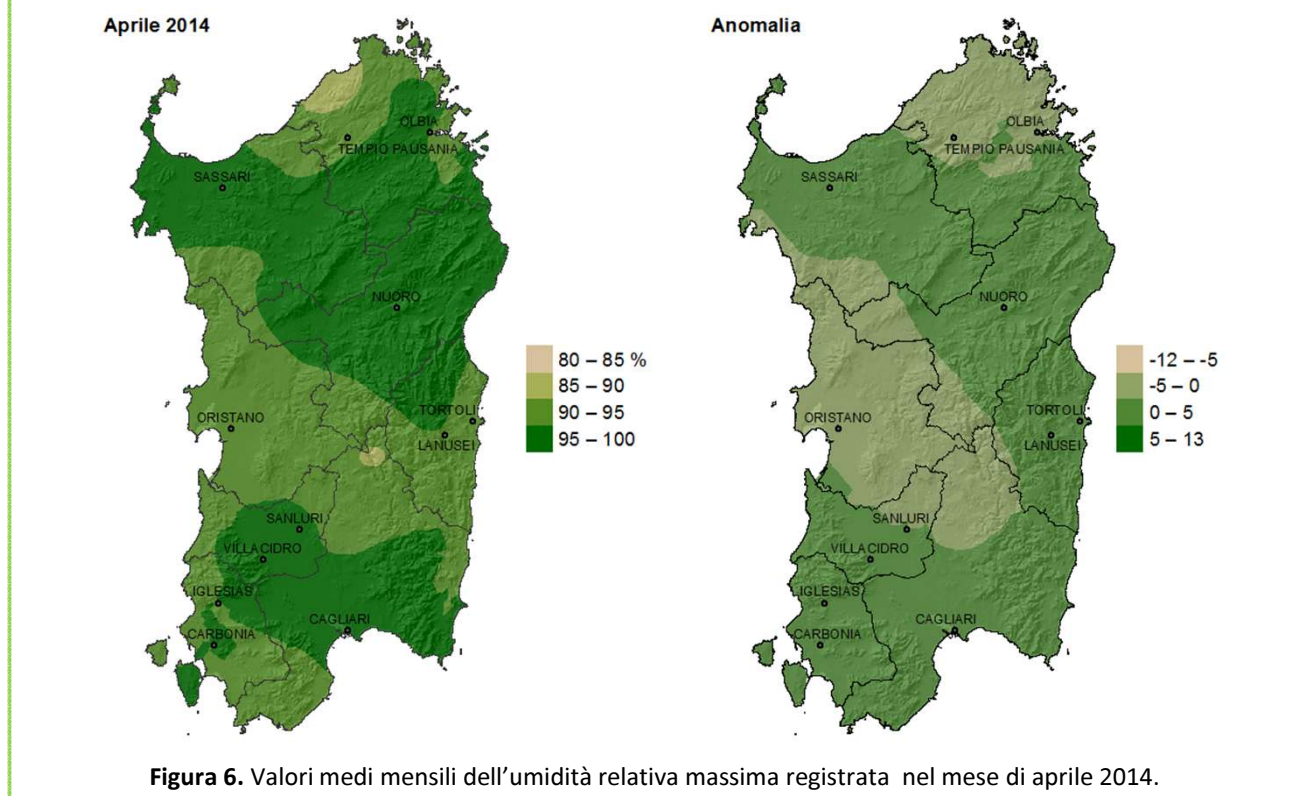 Aprile 2014
OLBIA
TEMPIO PAUSANIA
SASSARI
NUORO
ORISTANO
TORTOLI
LANUSEI
SANLURI
VILLACIDRO
IGLESIAS
CAGLIARI
CARBONIA
80 – 85 %
85 – 90
90 – 95
95 – 100
Anomalia
OLBIA
TEMPIO PAUSANIA
SASSARI
NUORO
ORISTANO
TORTOLI
LANUSEI
SANLURI
VILLACIDRO
IGLESIAS
CAGLIARI
CARBONIA
-12 – -5
-5 – 0
0 – 5
5 – 13
Figura 6. Valori medi mensili dell’umidità relativa massima registrata nel mese di aprile 2014.